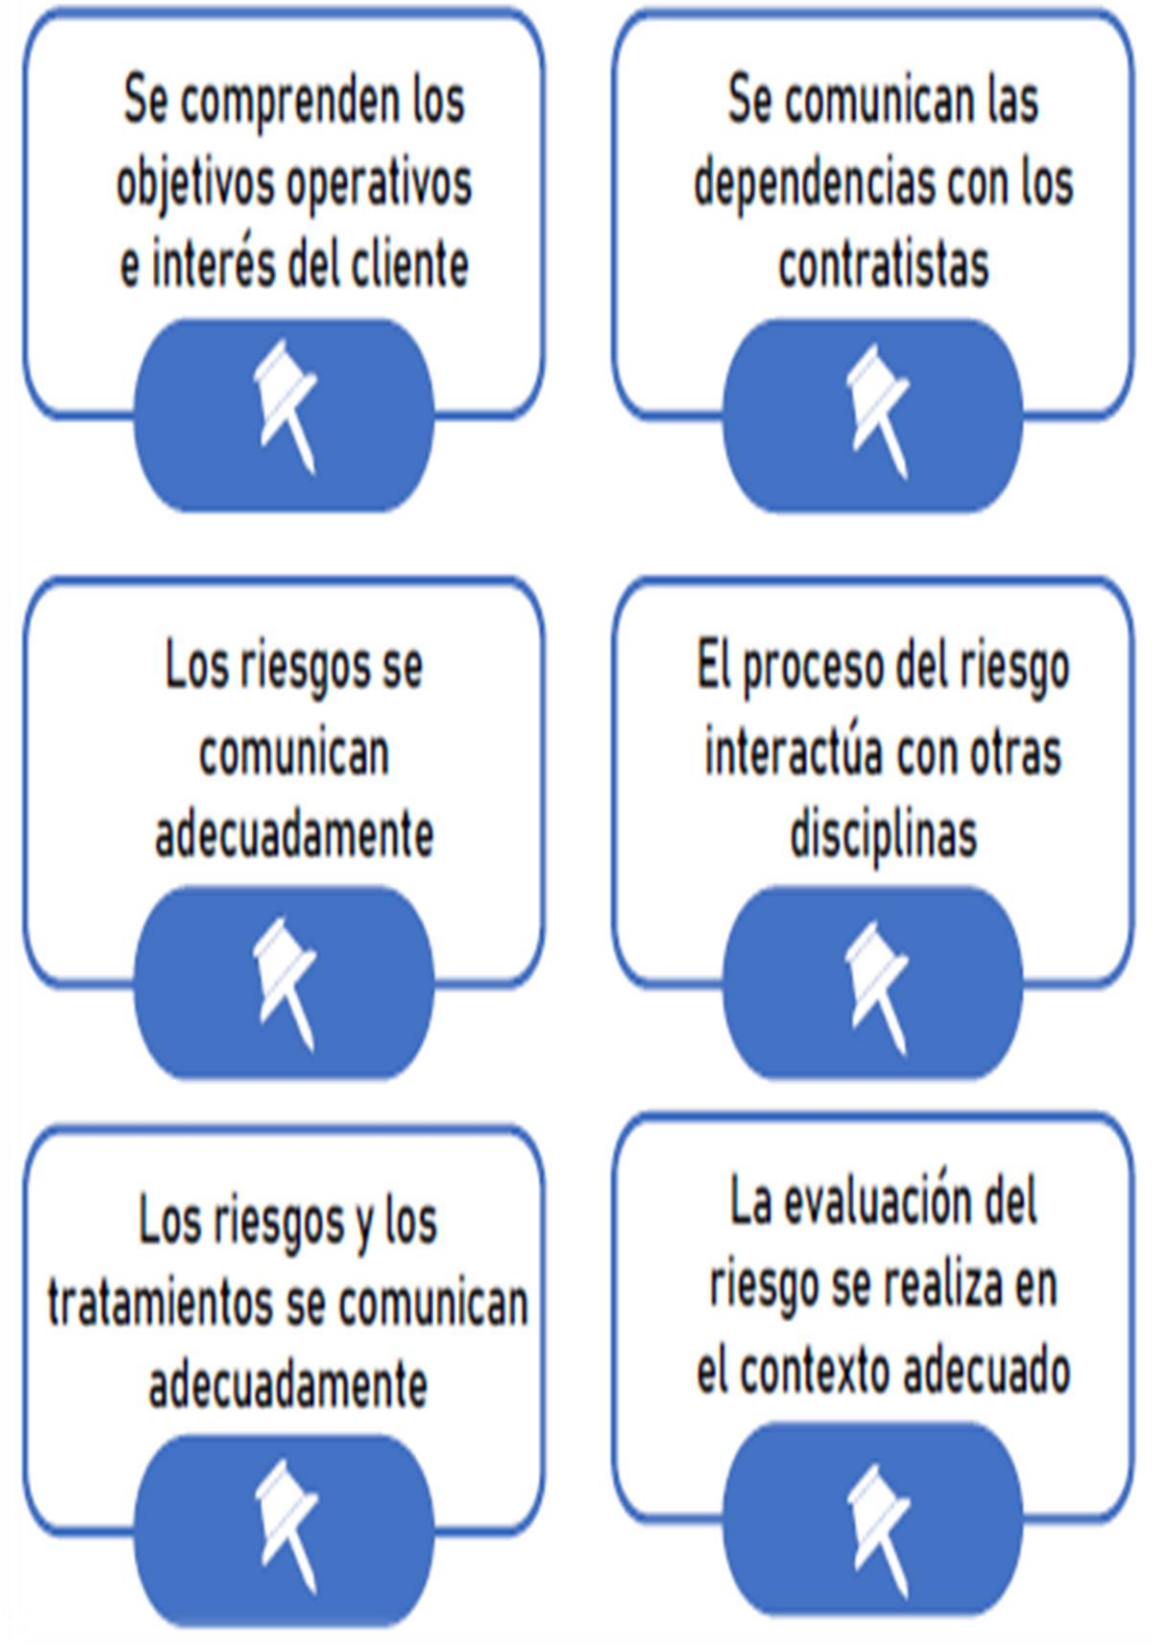 Se comprenden los
objetivos operativos
e interés del cliente
Se comunican las
dependencias con los
contratistas
Los riesgos se
comunican
adecuadamente
El proceso del riesgo
interactúa con otras
disciplinas
Los riesgos y los
tratamientos se comunican
adecuadamente
La evaluación del
riesgo se realiza en
el contexto adecuado